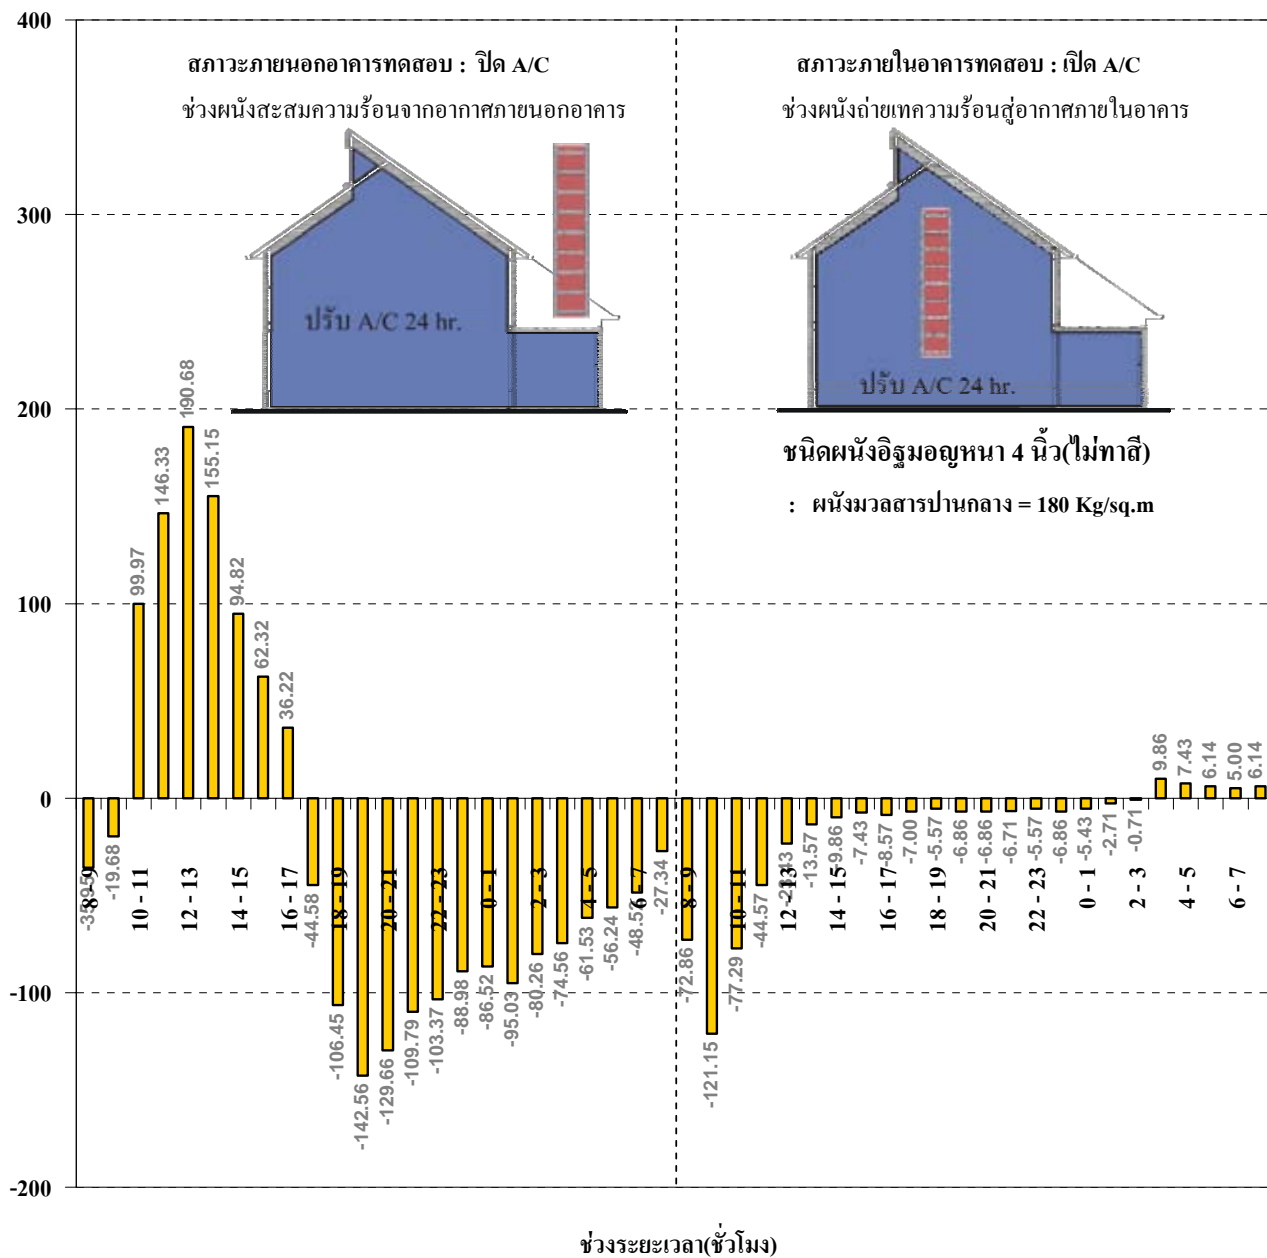 400
300
200
100
0
-100
-200
สภาวะภายนอกอาคารทดสอบ : ปิด A/C
ช่วงผนังสะสมความร้อนจากอากาศภายนอกอาคาร
ปรับ A/C 24 hr.
สภาวะภายในอาคารทดสอบ : เปิด A/C
ช่วงผนังถ่ายเทความร้อนสู่อากาศภายในอาคาร
ปรับ A/C 24 hr.
ชนิดผนังอิฐมอญหนา 4 นิ้ว(ไม่ทาสี)
: ผนังมวลสารปานกลาง = 180 Kg/sq.m
-19.68
99.97
146.33
190.68
155.15
94.82
62.32
36.22
-44.58
-106.45
-142.56
-129.66
-109.79
-103.37
-88.98
-86.52
-95.03
-80.26
-74.56
-61.53
-56.24
-48.52
-27.34
-72.86
-121.15
-77.29
-44.57
-23.43
-13.57
-9.86
-7.43
-8.57
-7.00
-5.57
-6.86
-6.86
-6.71
-5.57
-6.86
-5.43
-2.71
-0.71
9.86
7.43
6.14
5.00
6.14
8 - 9
10 - 11
12 - 13
14 - 15
16 - 17
18 - 19
20 - 21
22 - 23
0 - 1
2 - 3
4 - 5
6 - 7
8 - 9
10 - 11
12 - 13
14 - 15
16 - 17
18 - 19
20 - 21
22 - 23
0 - 1
2 - 3
4 - 5
6 - 7
ช่วงระยะเวลา(ชั่วโมง)